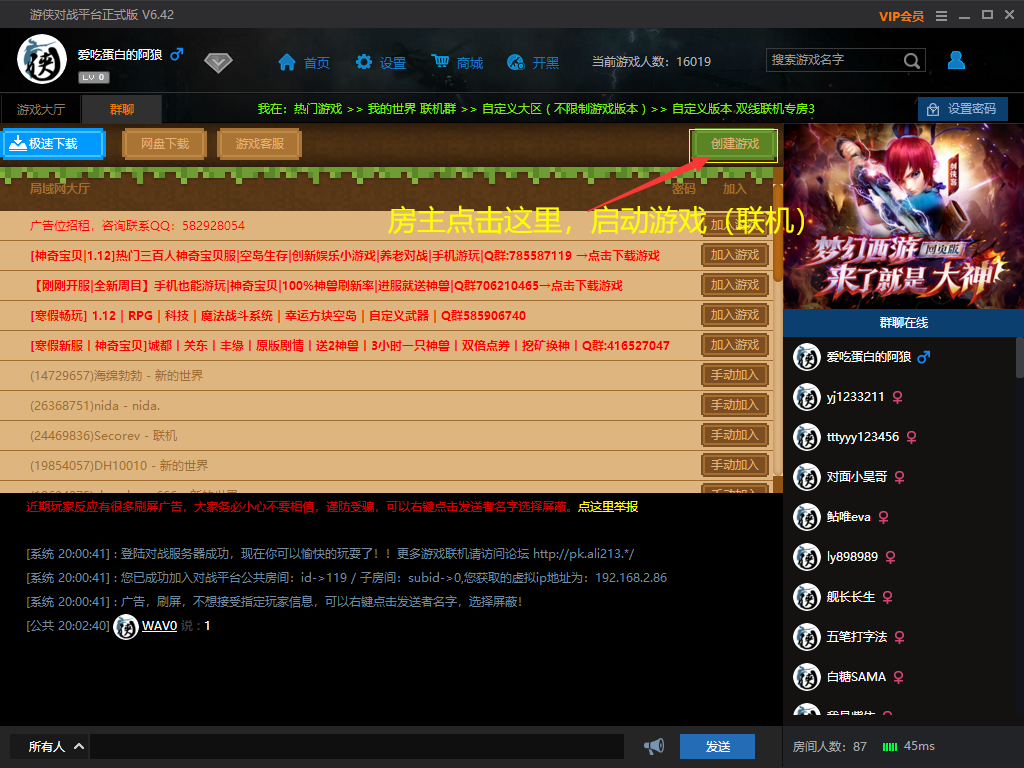 游侠对战平台正式版 V6.42
VIP会员
爱吃蛋白的阿狼
LV 0
首页
设置
商城
开黑
当前游戏人数：16019
搜索游戏名字
游戏大厅
群聊
我在：热门游戏 >> 我的世界 联机群 >> 自定义大区（不限制游戏版本）>> 自定义版本.双线联机专房3
设置密码
极速下载
网盘下载
游戏客服
创建游戏
局域网大厅
密码
加入
房主点击这里，启动游戏（联机）
广告位招租，咨询联系QQ：582928054
[神奇宝贝|1.12]热门三百人神奇宝贝服|空岛生存|创新娱乐小游戏|养老对战|手机游玩|Q群:785587119 →点击下载游戏
加入游戏
【刚刚开服|全新周目】手机也能游玩|神奇宝贝|100%神兽刷新率|进服就送神兽|Q群706210465→点击下载游戏
加入游戏
[寒假畅玩] 1.12 | RPG | 科技 | 魔法战斗系统 | 幸运方块空岛 | 自定义武器 | Q群585906740
加入游戏
[寒假新服丨神奇宝贝]城都丨关东丨丰缘丨原版剧情丨送2神兽丨3小时一只神兽丨双倍点券丨挖矿换神丨Q群:416527047
加入游戏
(14729657)海绵勃勃 - 新的世界
手动加入
(26368751)nida - nida.
手动加入
(24469836)Secorev - 联机
手动加入
(19854057)DH10010 - 新的世界
手动加入
近期玩家反应有很多刷屏广告，大家务必小心不要相信，谨防受骗，可以右键点击发送者名字选择屏蔽。点这里举报
[系统 20:00:41]：登陆对战服务器成功，现在你可以愉快的玩耍了！！更多游戏联机请访问论坛 http://pk.ali213.*/
[系统 20:00:41]：您已成功加入对战平台公共房间：id->119 / 子房间：subid->0,您获取的虚拟ip地址为：192.168.2.86
[系统 20:00:41]：广告，刷屏，不想接受指定玩家信息，可以右键点击发送者名字，选择屏蔽！
[公共 20:02:40] WAV0 说：1
所有人
发送
剑侠客
梦幻西游 网页版
来了就是大神
群聊在线
爱吃蛋白的阿狼
yj1233211
tttyyy123456
对面小昊哥
鲇唯eva
ly898989
舰长长生
五笔打字法
白糖SAMA
房间人数：87
45ms